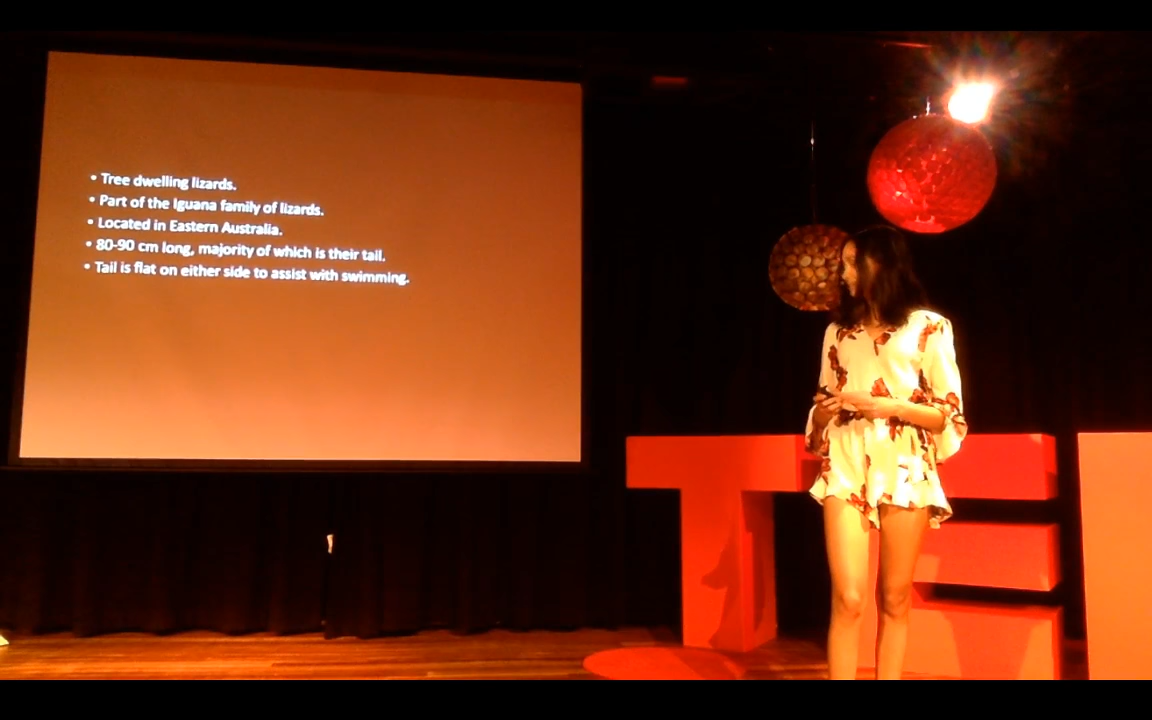 • Tree dwelling lizards.
• Part of the Iguana family of lizards.
• Located in Eastern Australia.
• 80-90 cm long, majority of which is their tail.
• Tail is flat on either side to assist with swimming.
TE